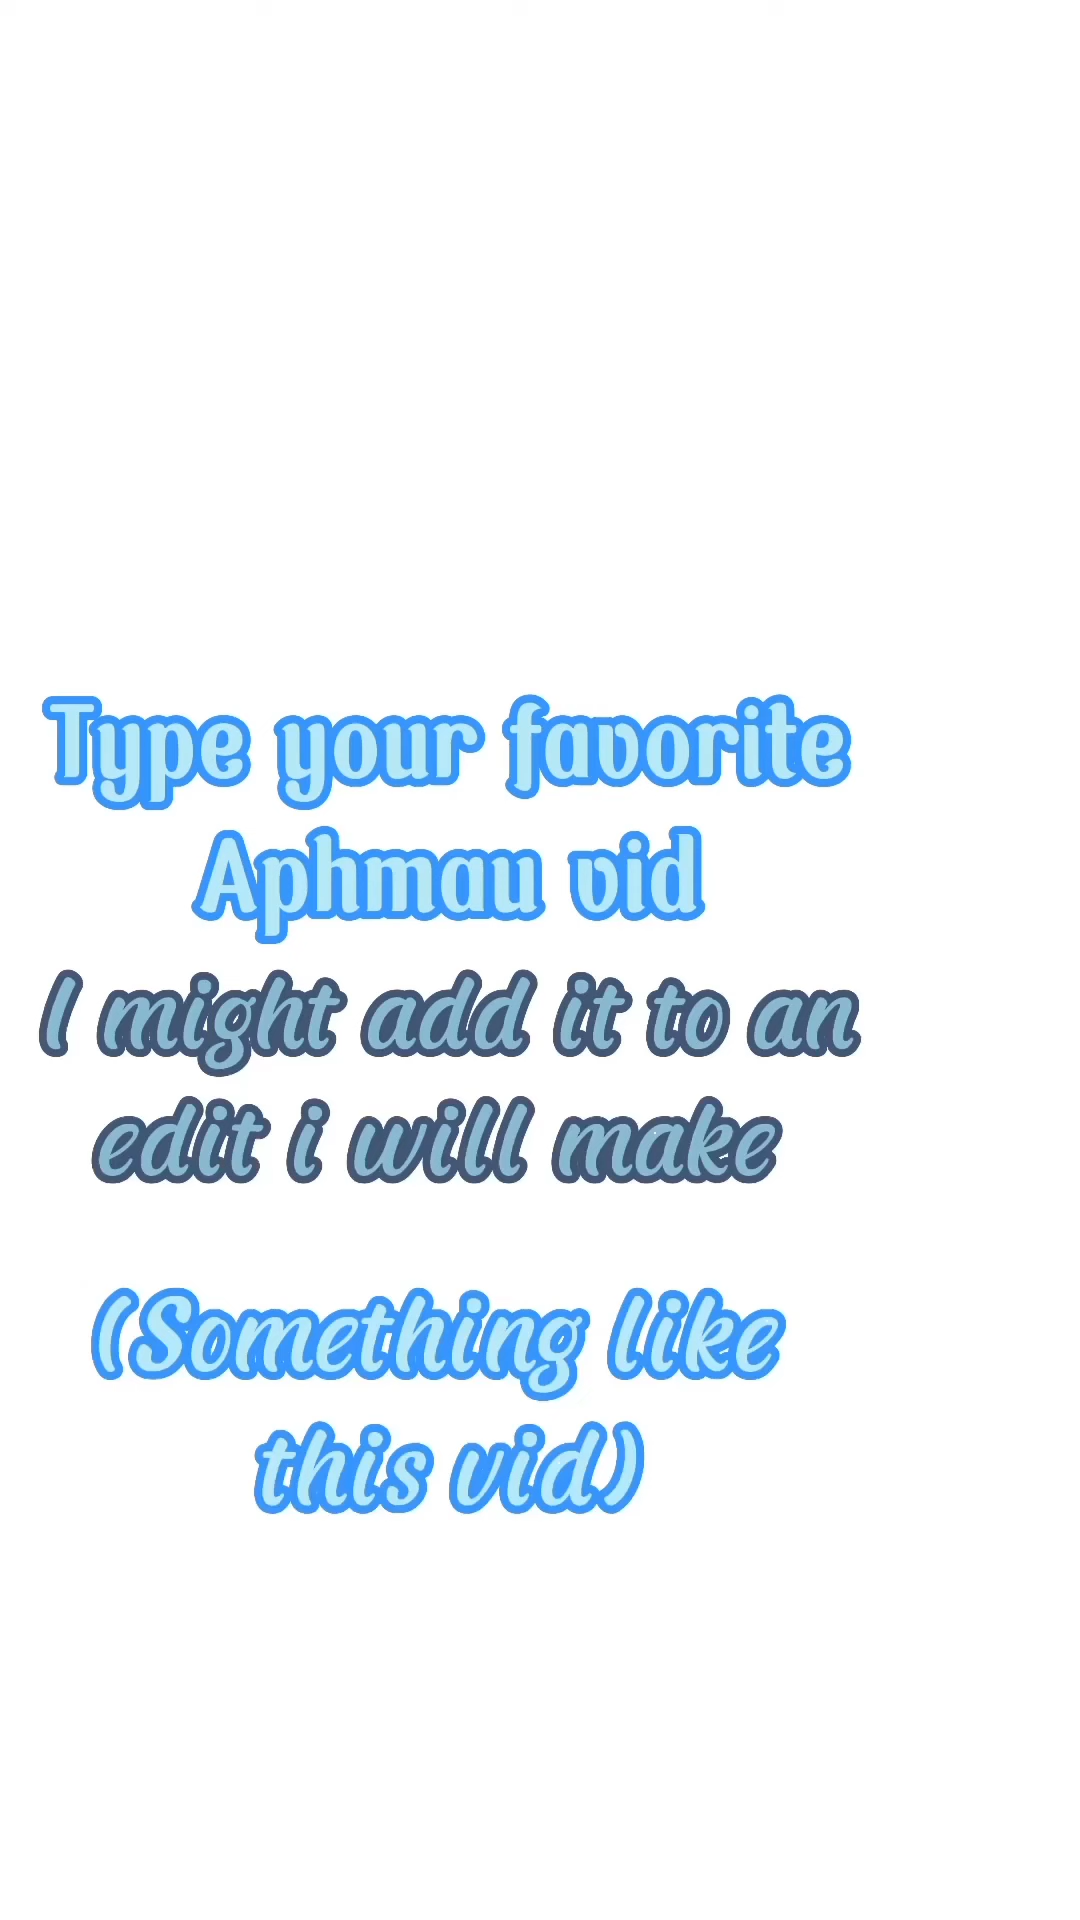 Type your favorite
Aphmau vid
I might add it to an
edit i will make
(Something like
this vid)